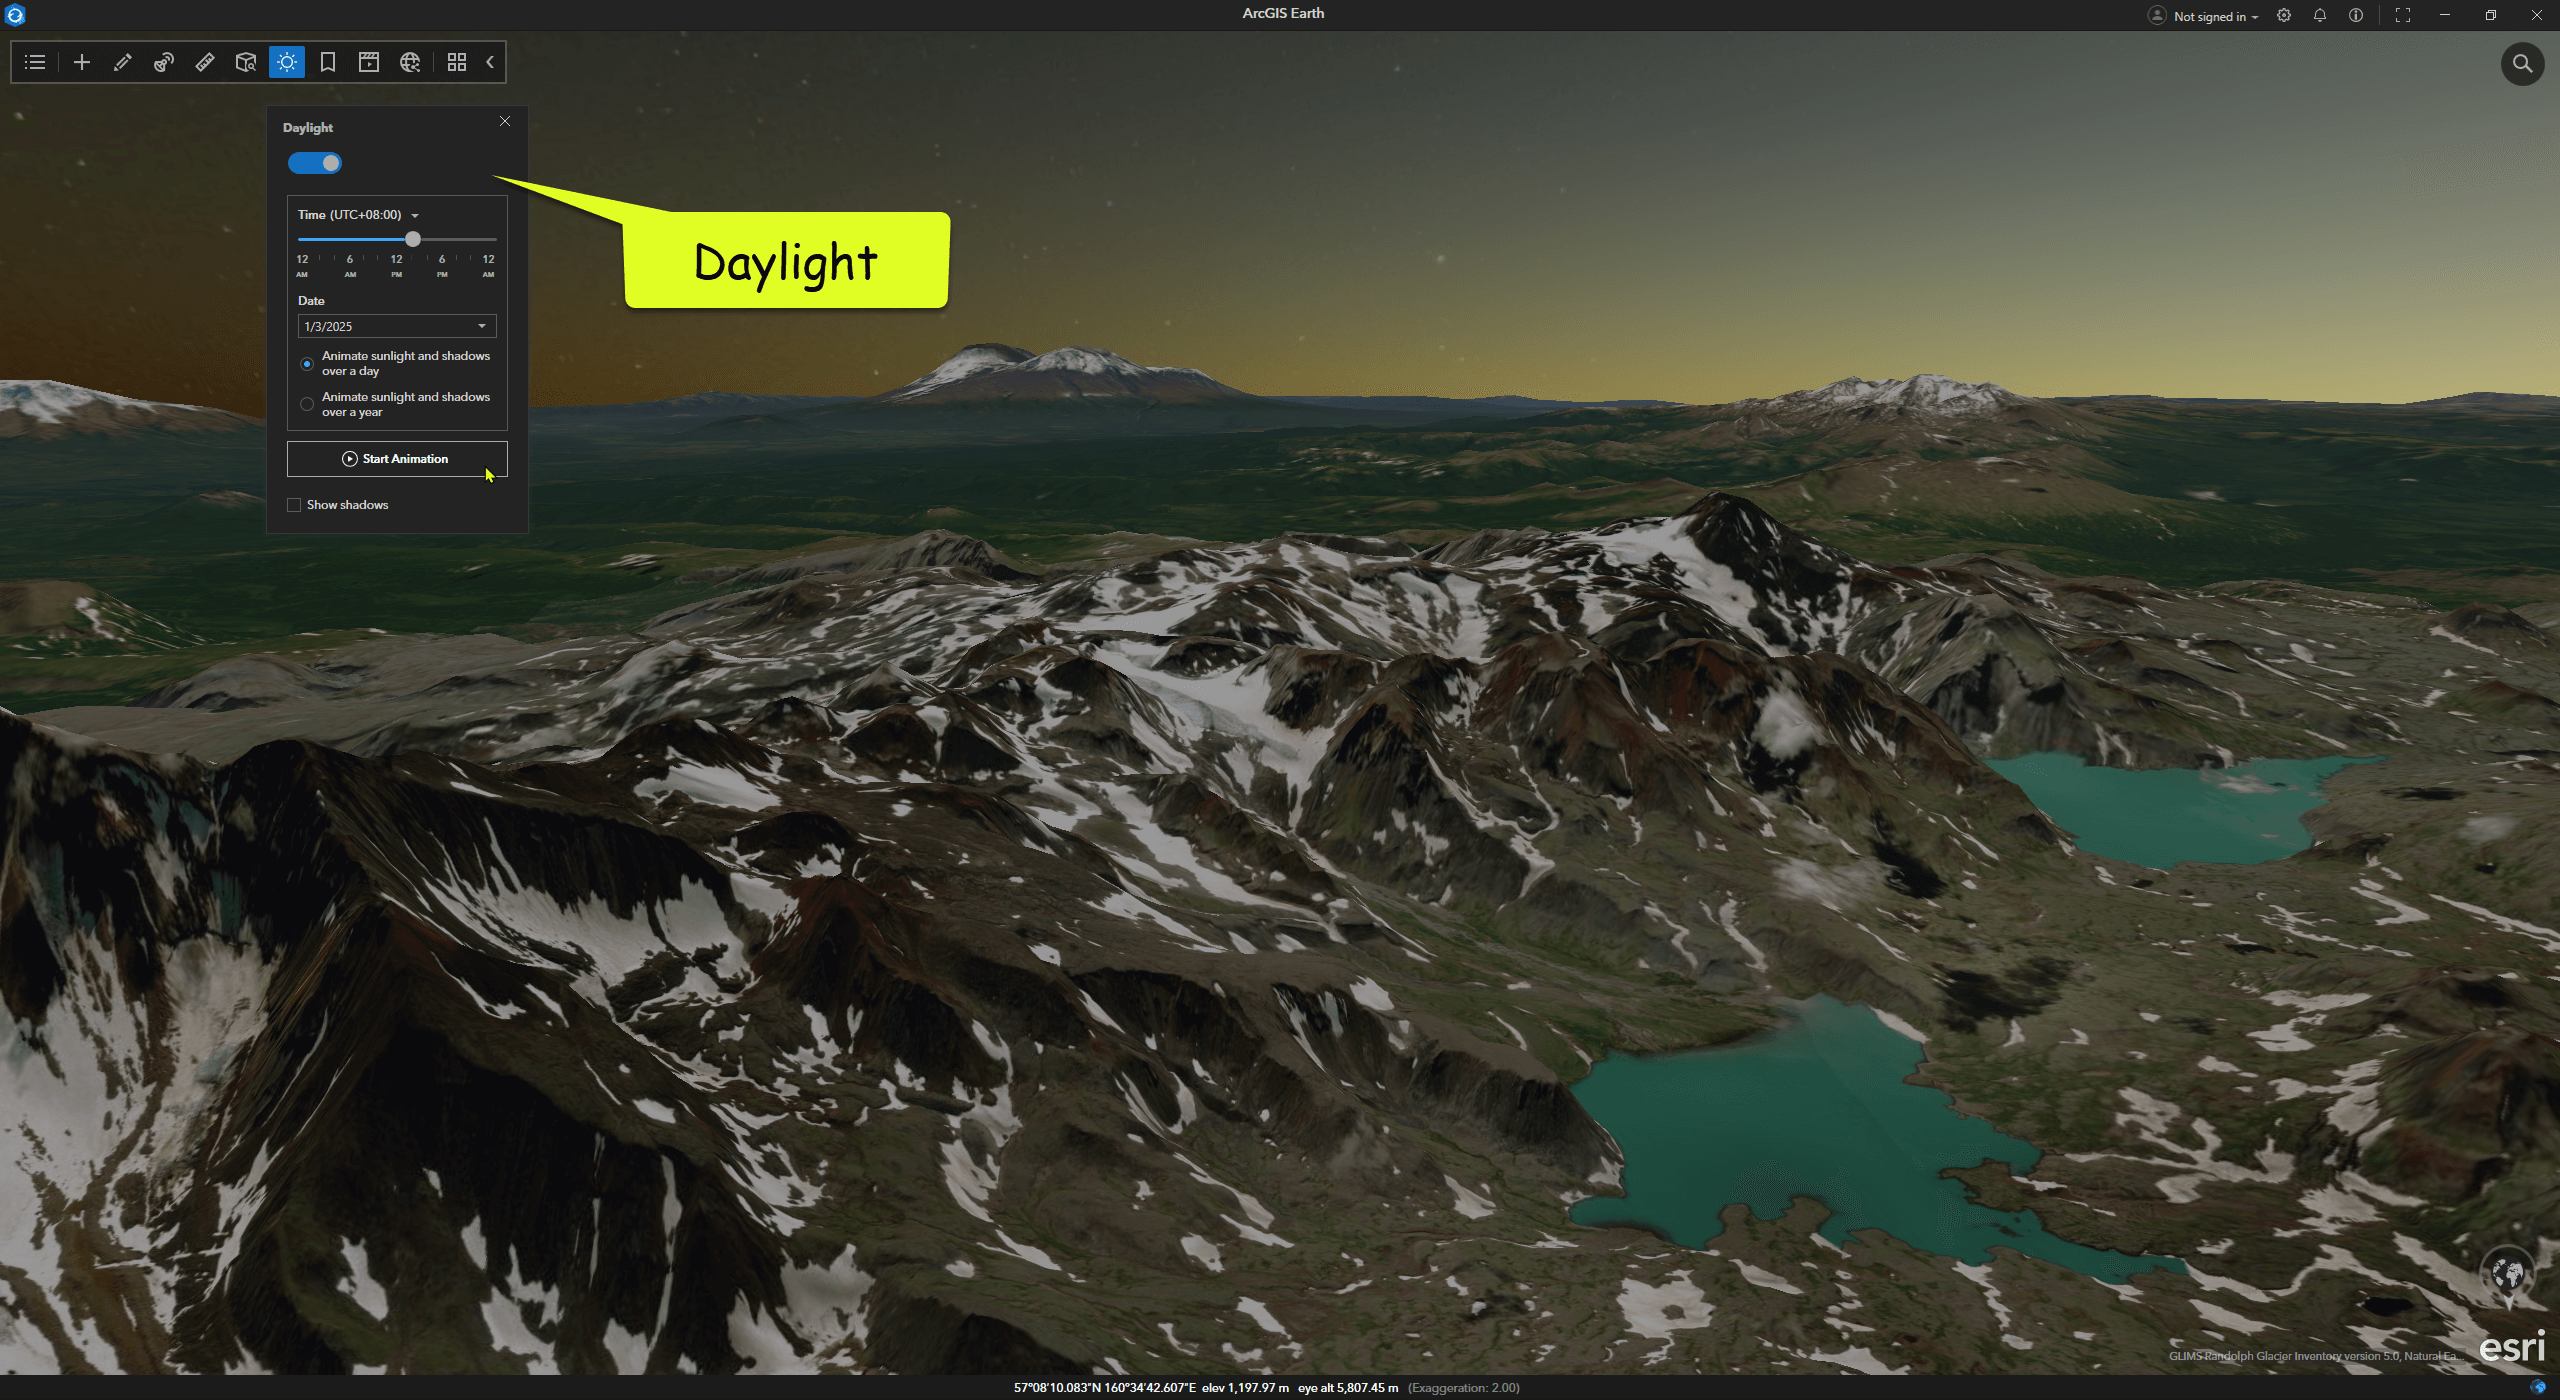 ArcGIS Earth
Not signed in
Daylight
Time (UTC+08:00)
12 6 12 6 12
AM AM PM PM AM
Date
1/3/2025
Animate sunlight and shadows
over a day
Animate sunlight and shadows
over a year
Start Animation
Show shadows
Daylight
esri
GLIMS Randolph Glacier Inventory version 5.0, Natural Ea...
57°08'10.083"N 160°34'42.607"E elev 1,197.97 m eye alt 5,807.45 m (Exaggeration: 2.00)